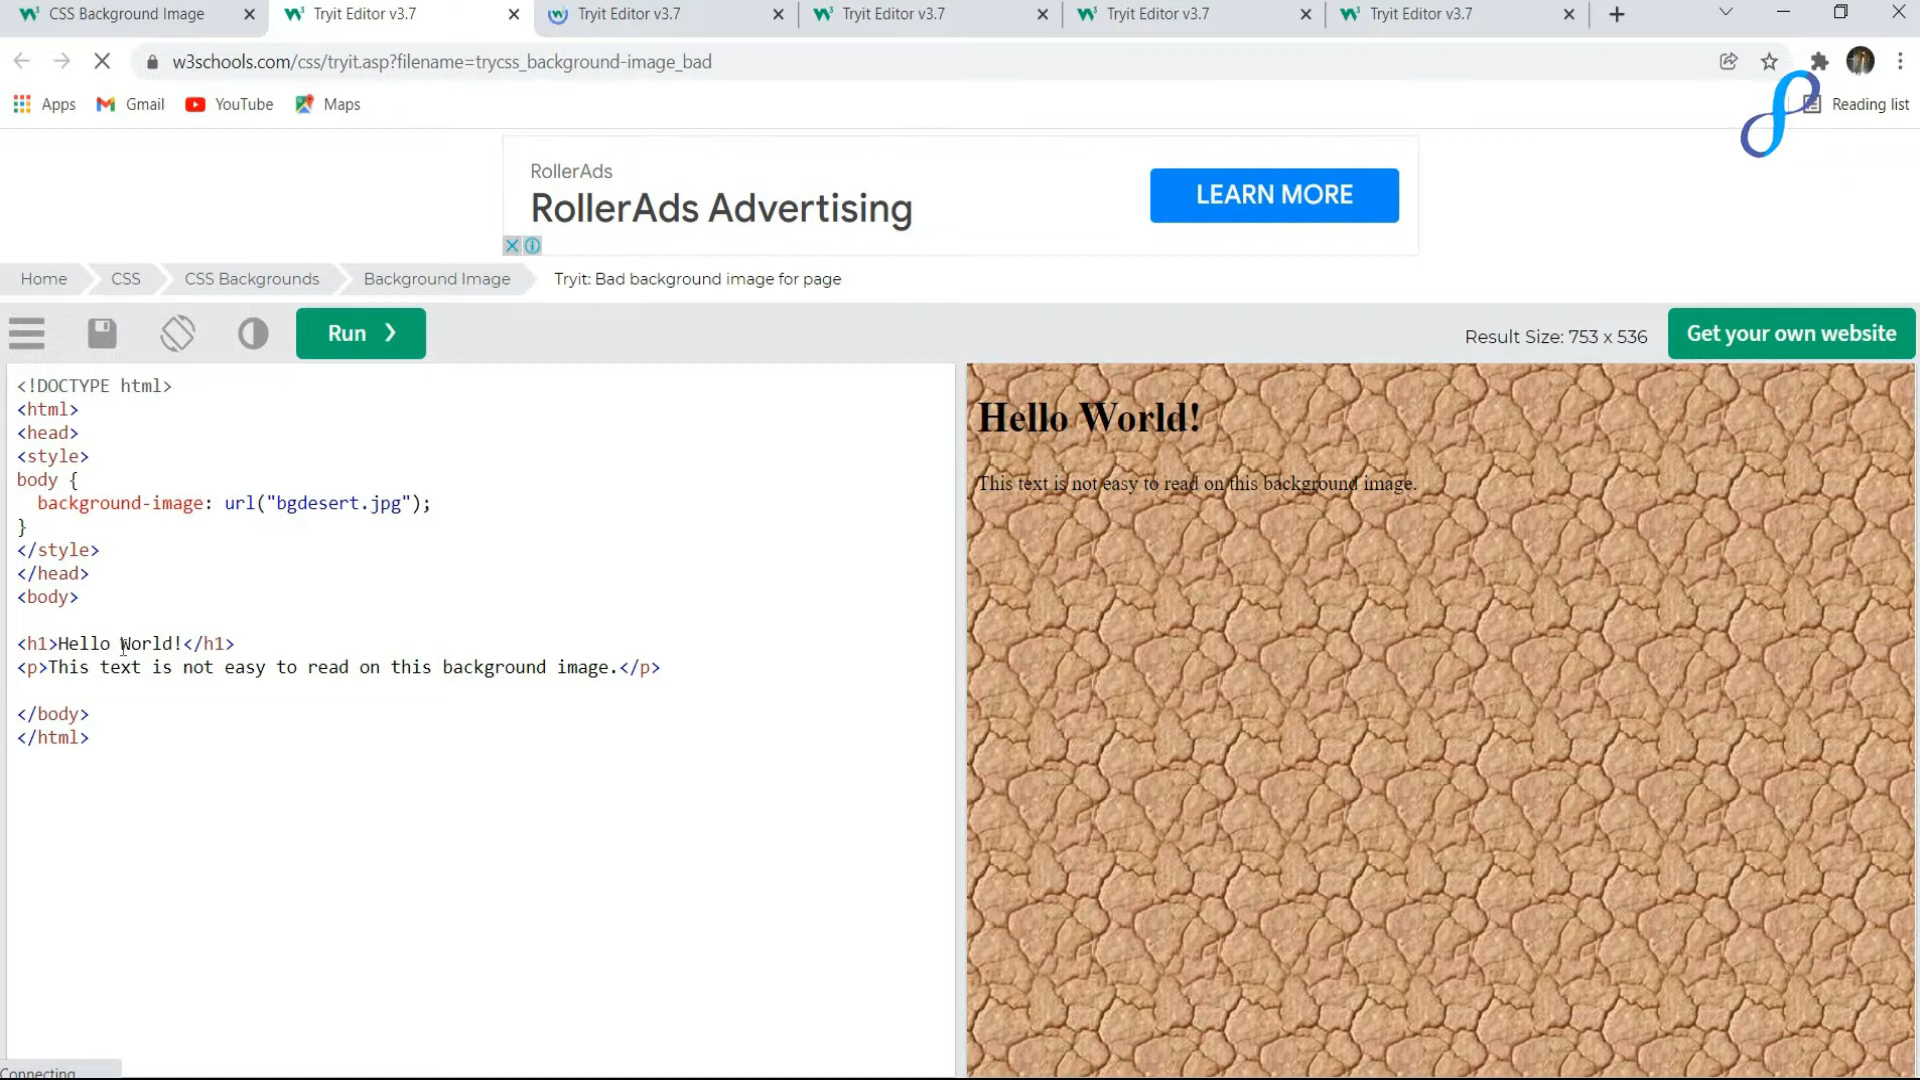 CSS Background Image
Tryit Editor v3.7
Tryit Editor v3.7
Tryit Editor v3.7
Tryit Editor v3.7
Tryit Editor v3.7
w3schools.com/css/tryit.asp?filename=trycss_background-image_bad
Apps Gmail YouTube Maps Reading list
RollerAds
RollerAds Advertising
LEARN MORE
Home CSS CSS Backgrounds Background Image Tryit: Bad background image for page
Run ❯
Result Size: 753 x 536
Get your own website
<!DOCTYPE html>
<html>
<head>
<style>
body {
  background-image: url("bgdesert.jpg");
}
</style>
</head>
<body>
<h1>Hello World!</h1>
<p>This text is not easy to read on this background image.</p>
</body>
</html>
Hello World!
This text is not easy to read on this background image.
Connecting